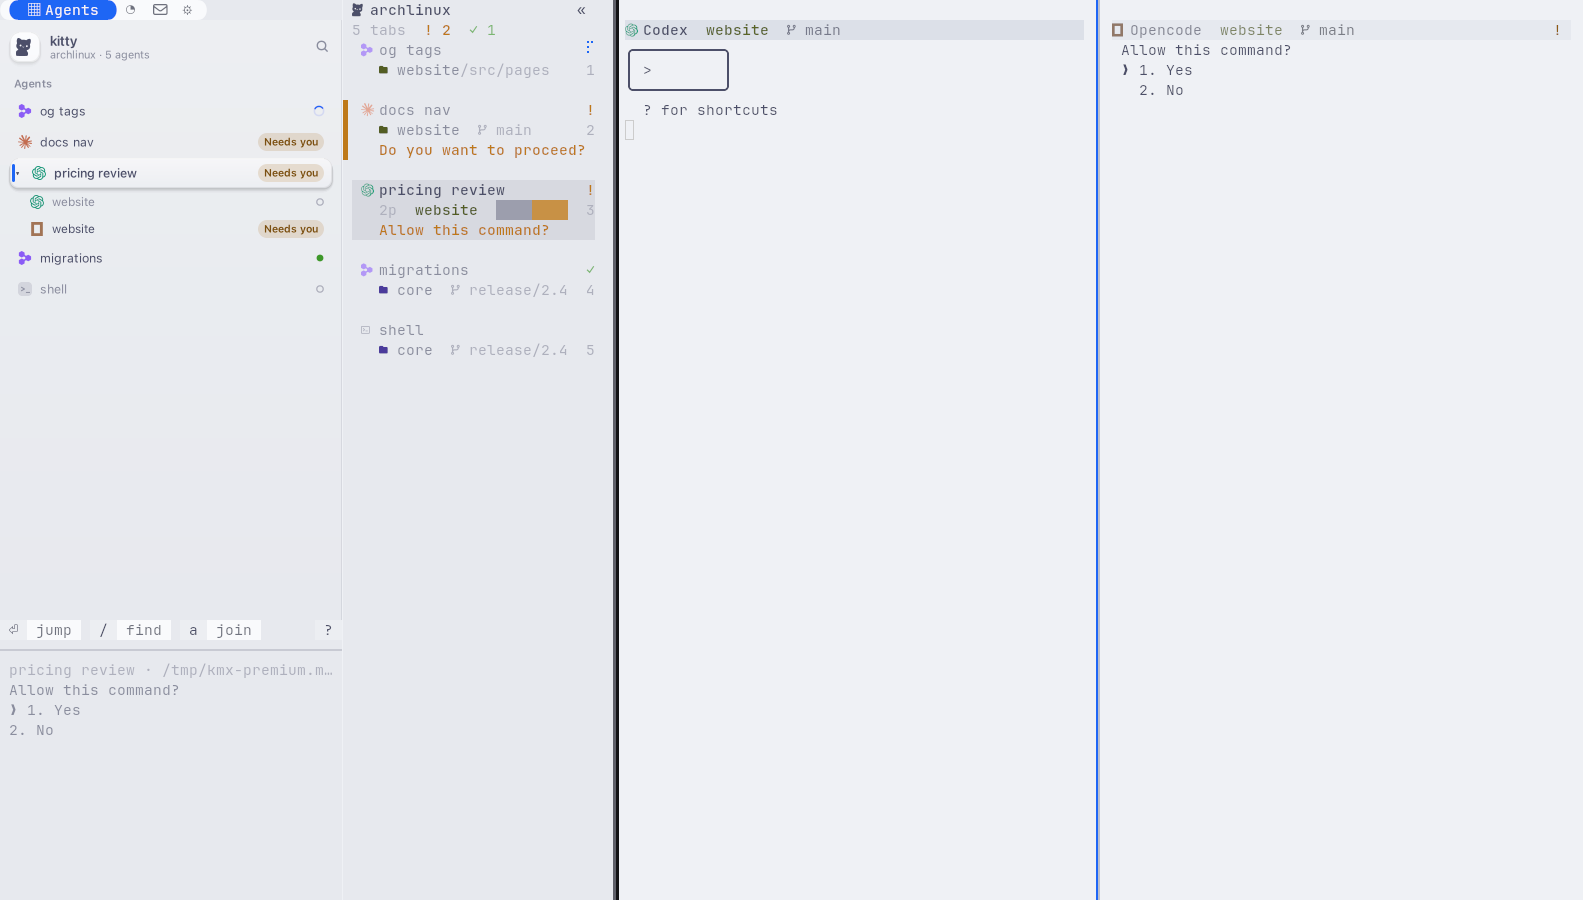 Agents
kitty
archlinux · 5 agents
Agents
og tags
docs nav Needs you
pricing review Needs you
website
website Needs you
migrations
shell
⏎ jump / find a join ?
pricing review · /tmp/kmx-premium.m…
Allow this command?
❯ 1. Yes
2. No
archlinux «
5 tabs ! 2 ✓ 1
og tags
website/src/pages 1
docs nav !
website main 2
Do you want to proceed?
pricing review !
2p website 3
Allow this command?
migrations ✓
core release/2.4 4
shell
core release/2.4 5
Codex website main
>
? for shortcuts
Opencode website main !
Allow this command?
❯ 1. Yes
2. No